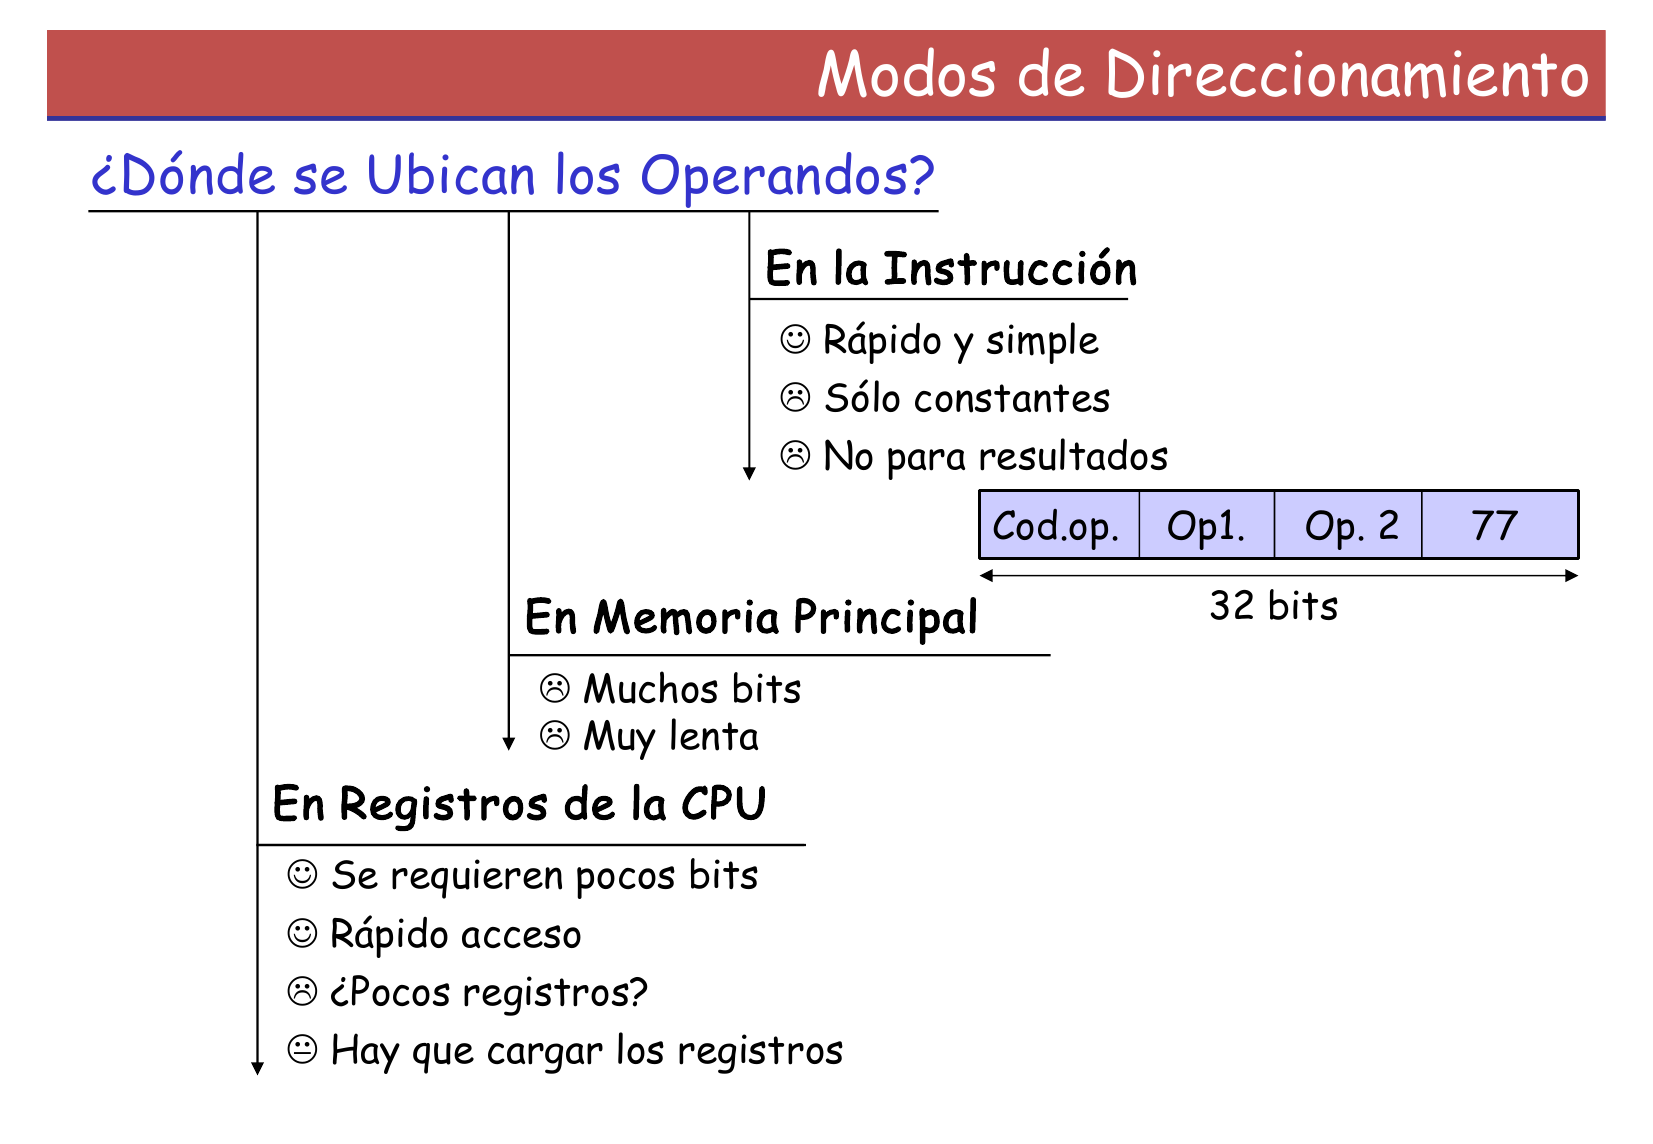 Modos de Direccionamiento
¿Dónde se Ubican los Operandos?
En la Instrucción
☺ Rápido y simple
☹ Sólo constantes
☹ No para resultados
Cod.op. Op1. Op. 2 77
32 bits
En Memoria Principal
☹ Muchos bits
☹ Muy lenta
En Registros de la CPU
☺ Se requieren pocos bits
☺ Rápido acceso
☹ ¿Pocos registros?
😐 Hay que cargar los registros